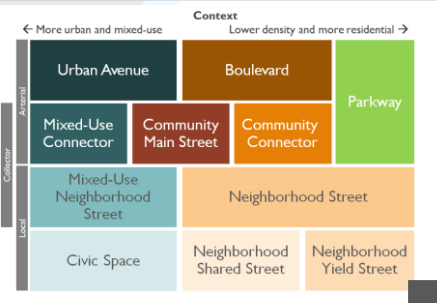 Context
← More urban and mixed-use
Lower density and more residential →
Arterial
Collector
Local
Urban Avenue
Boulevard
Parkway
Mixed-Use
Connector
Community
Main Street
Community
Connector
Mixed-Use
Neighborhood
Street
Neighborhood Street
Civic Space
Neighborhood
Shared Street
Neighborhood
Yield Street